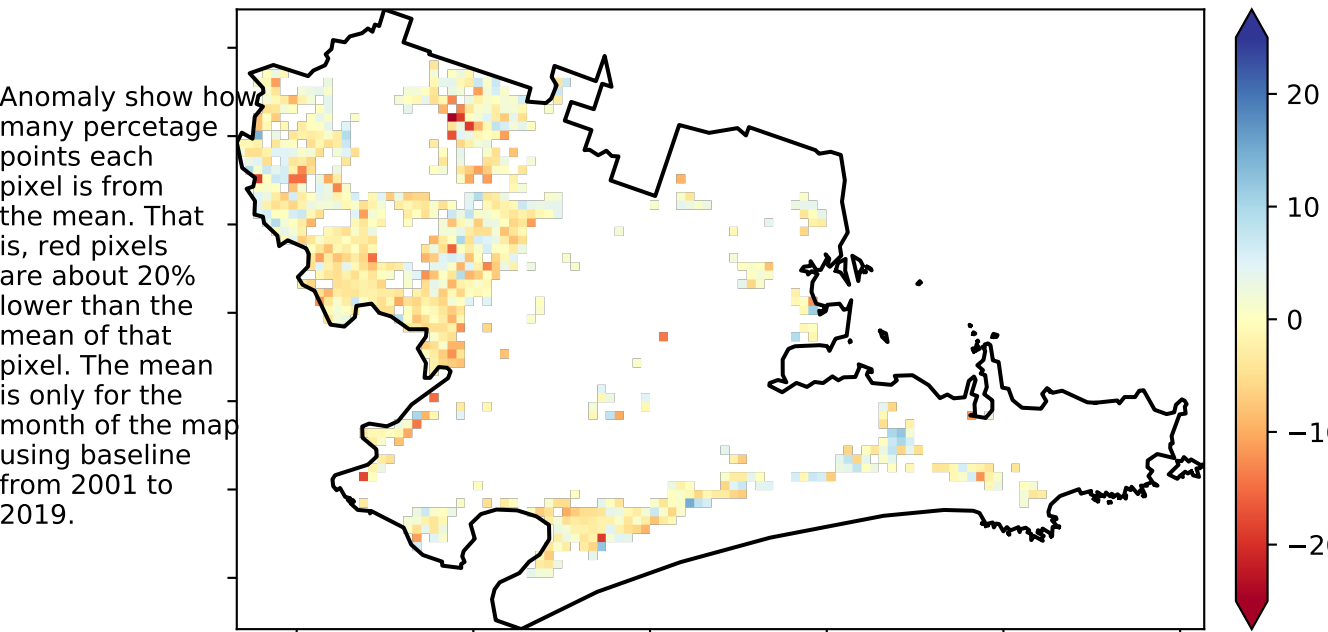 Anomaly show how
many percetage
points each
pixel is from
the mean. That
is, red pixels
are about 20%
lower than the
mean of that
pixel. The mean
is only for the
month of the map
using baseline
from 2001 to
2019.
20
10
0
−10
−20